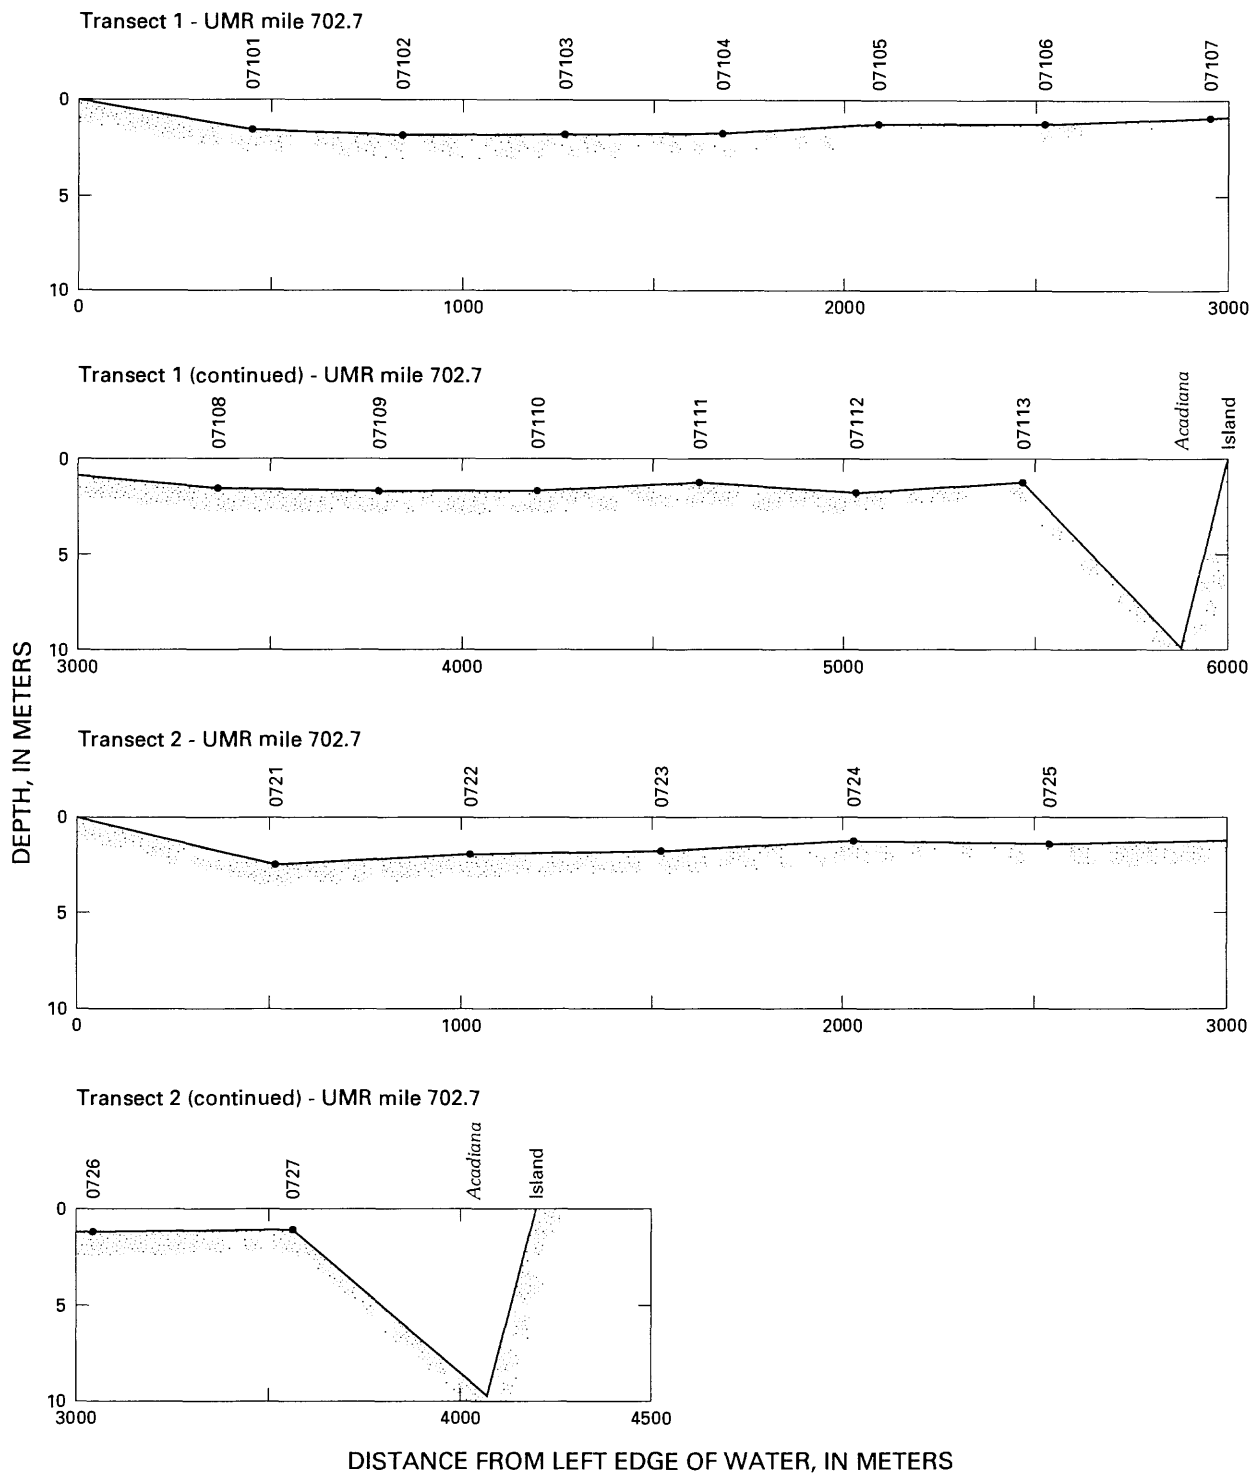 Transect 1 - UMR mile 702.7
07101 07102 07103 07104 07105 07106 07107
0
5
10
0 1000 2000 3000
Transect 1 (continued) - UMR mile 702.7
07108 07109 07110 07111 07112 07113 Acadiana Island
0
5
10
3000 4000 5000 6000
DEPTH, IN METERS
Transect 2 - UMR mile 702.7
0721 0722 0723 0724 0725
0
5
10
0 1000 2000 3000
Transect 2 (continued) - UMR mile 702.7
0726 0727 Acadiana Island
0
5
10
3000 4000 4500
DISTANCE FROM LEFT EDGE OF WATER, IN METERS